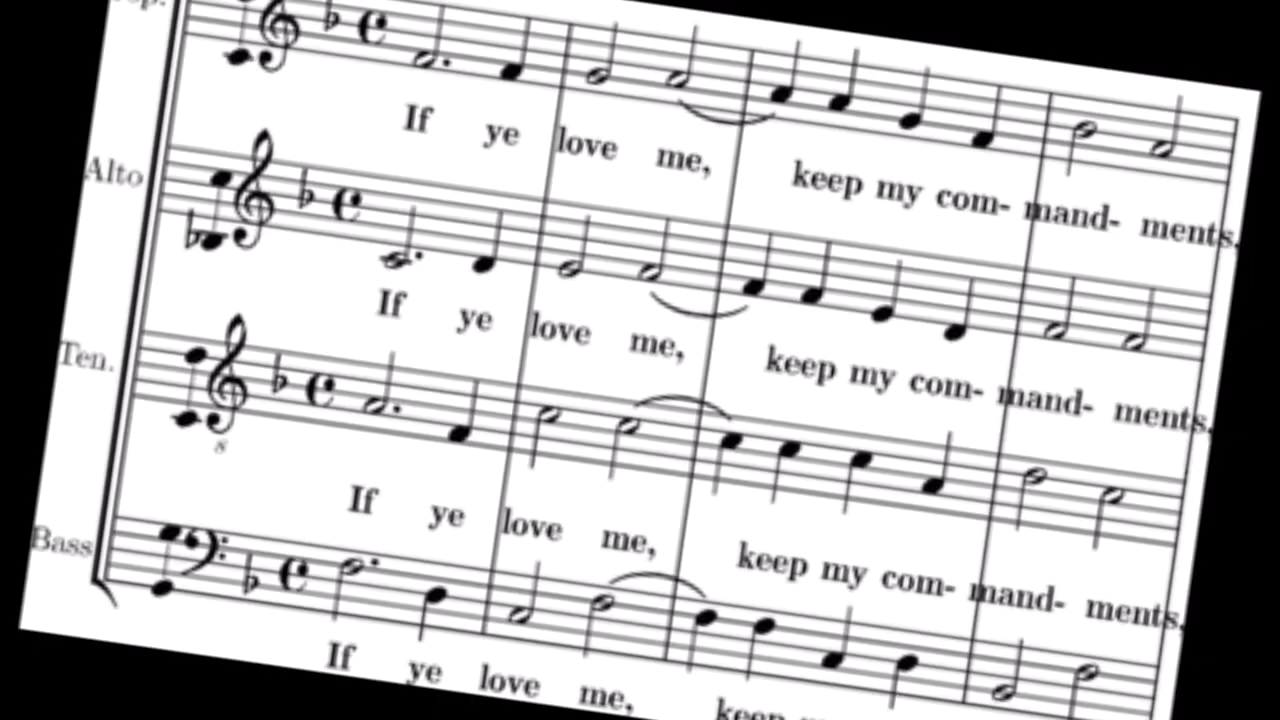 If ye love me, keep my com- mand- ments,
Alto
If ye love me, keep my com- mand- ments,
Ten.
8
If ye love me, keep my com- mand- ments,
Bass
If ye love me, keep